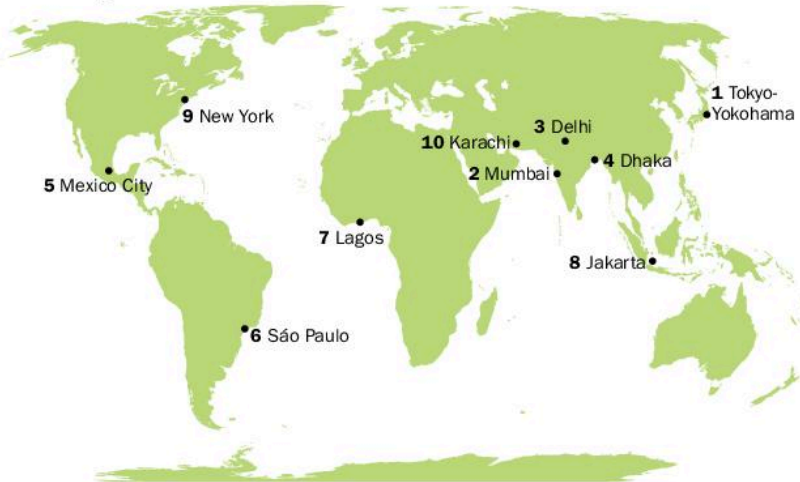 1 Tokyo-
Yokohama
9 New York
3 Delhi
10 Karachi
4 Dhaka
2 Mumbai
5 Mexico City
7 Lagos
8 Jakarta
6 Sáo Paulo